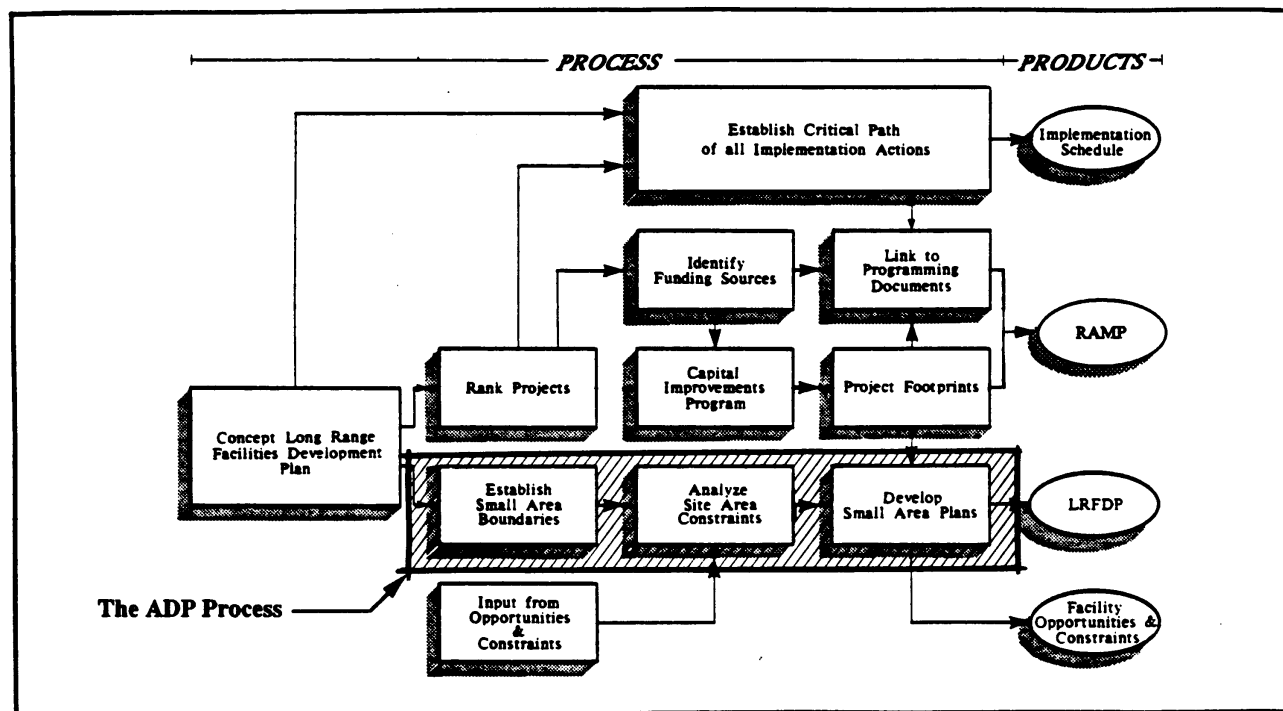 PROCESS
PRODUCTS
Establish Critical Path
of all Implementation Actions
Implementation
Schedule
Identify
Funding Sources
Link to
Programming
Documents
RAMP
Rank Projects
Capital
Improvements
Program
Project Footprints
Concept Long Range
Facilities Development
Plan
Establish
Small Area
Boundaries
Analyze
Site Area
Constraints
Develop
Small Area Plans
LRFDP
The ADP Process
Input from
Opportunities
&
Constraints
Facility
Opportunities &
Constraints